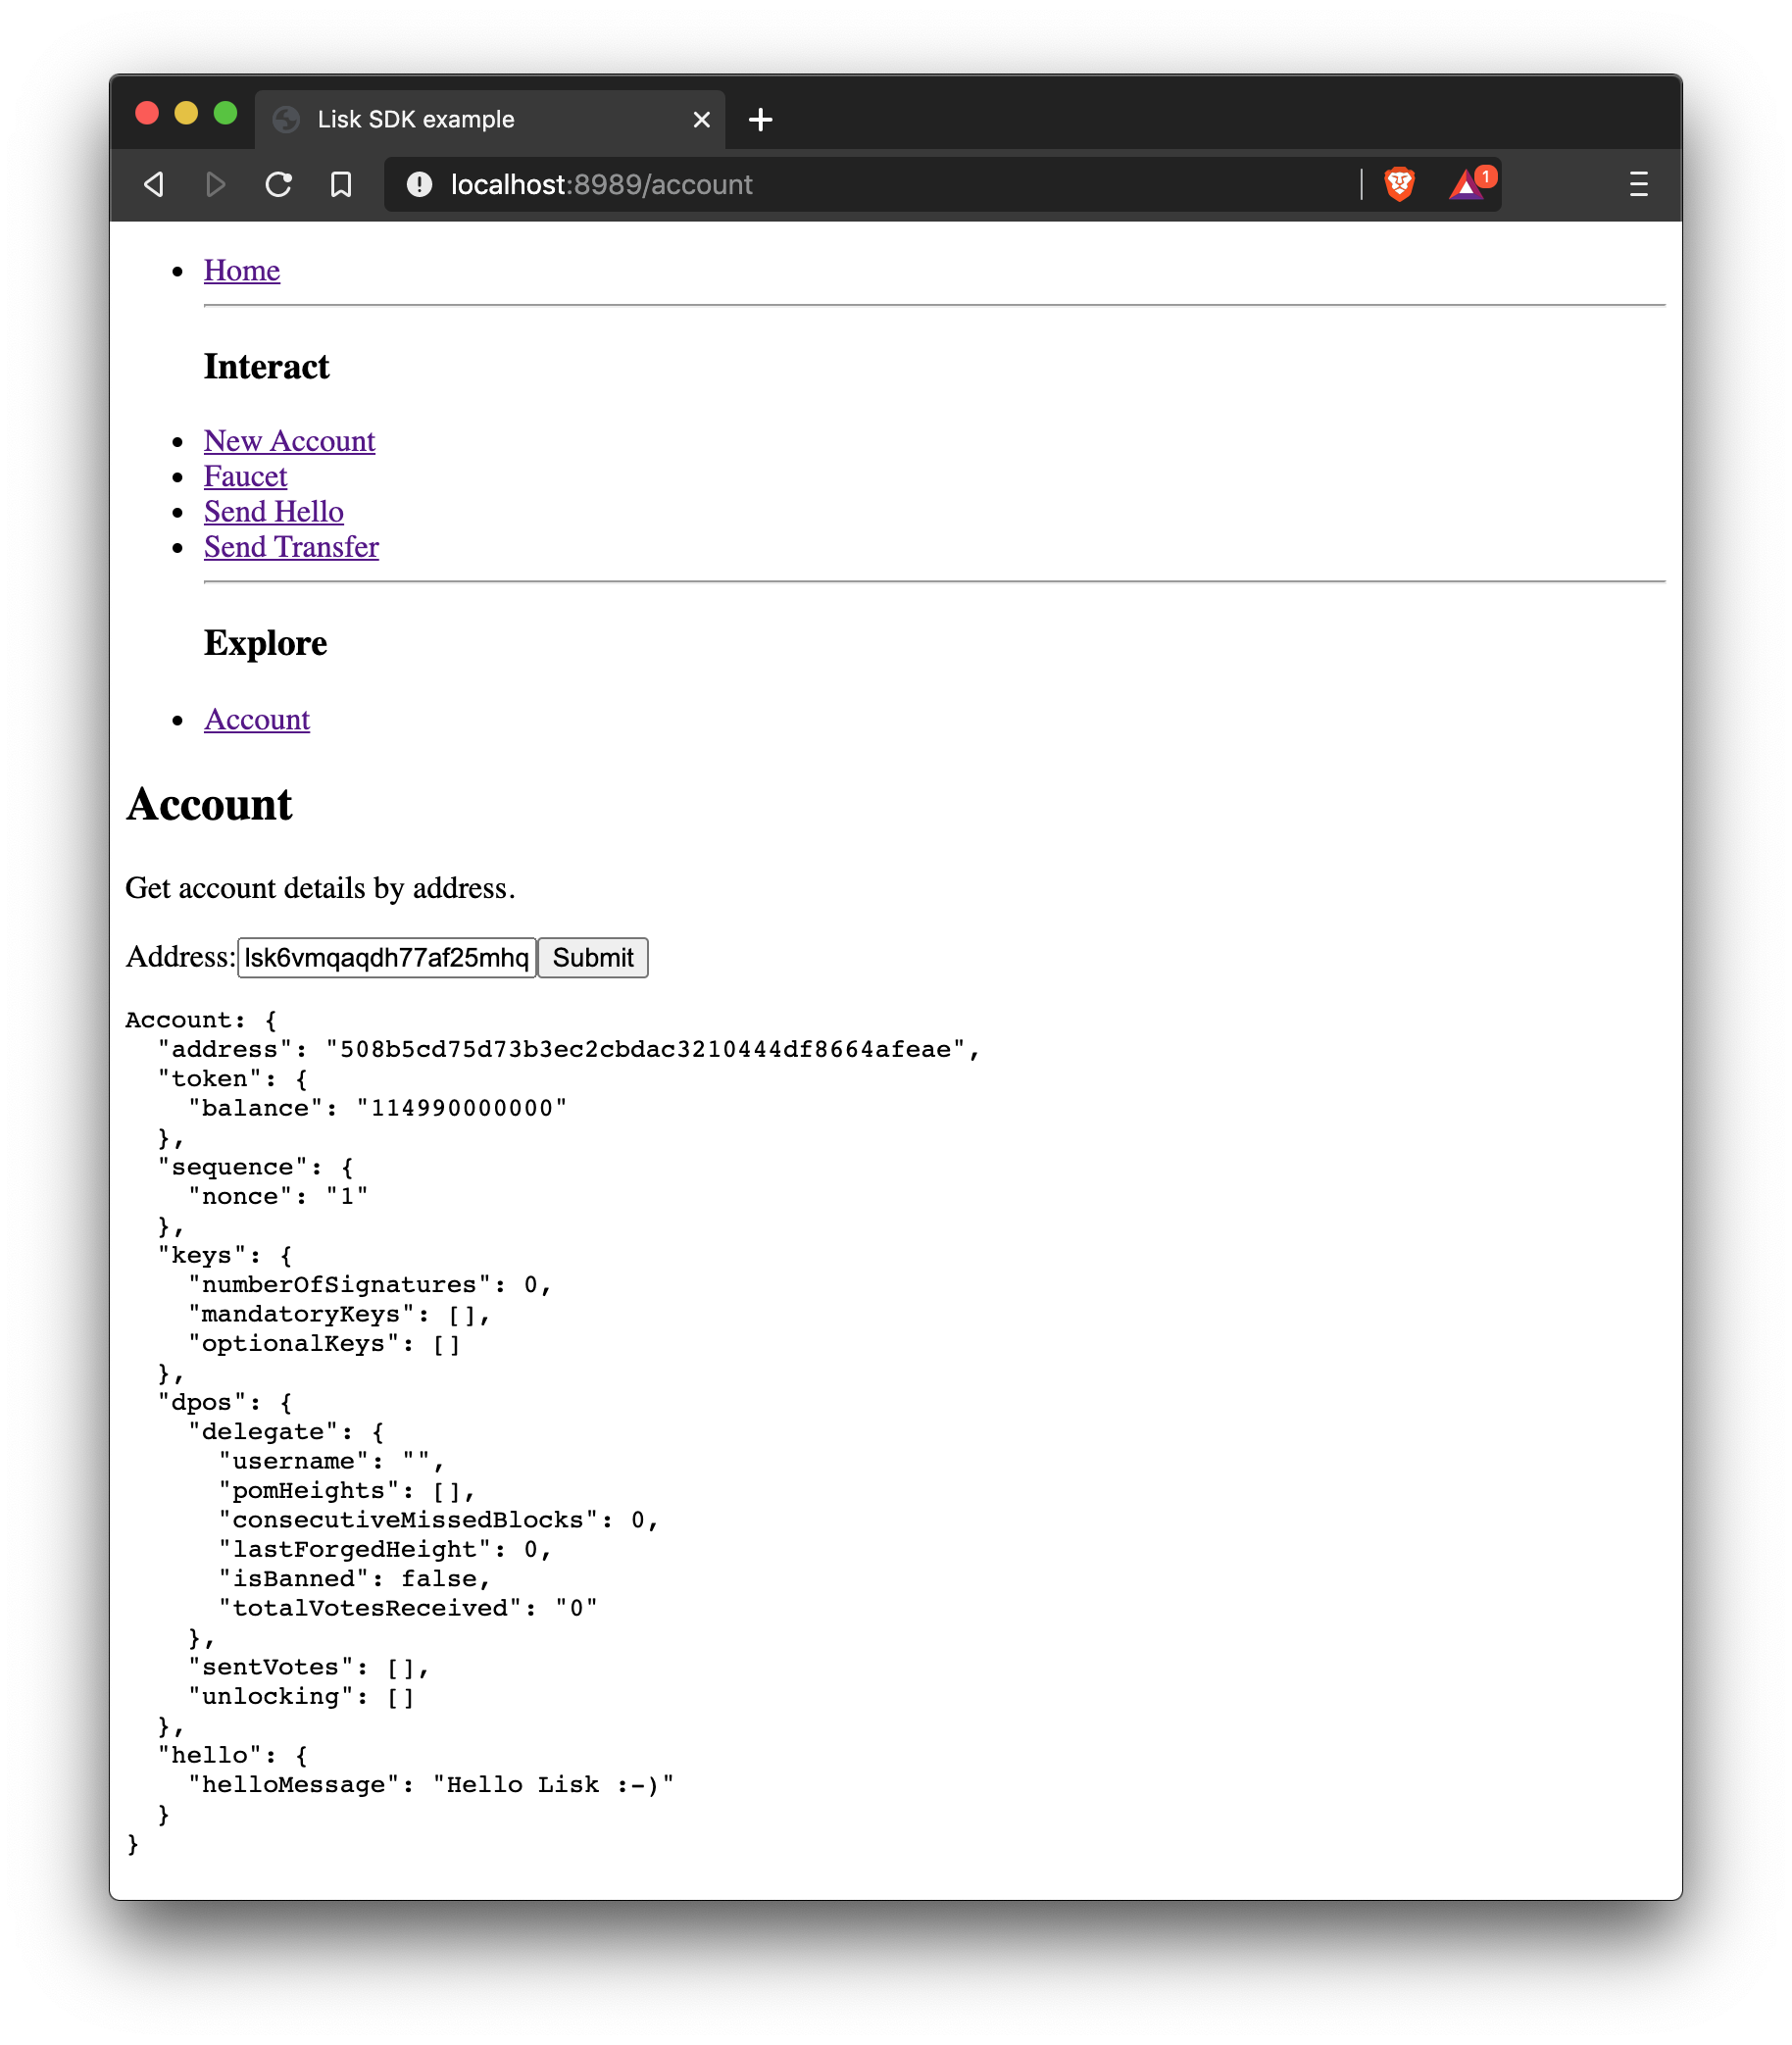 Lisk SDK example
localhost:8989/account
1
Home
Interact
New Account
Faucet
Send Hello
Send Transfer
Explore
Account
Account
Get account details by address.
Address: lsk6vmqaqdh77af25mhq Submit
Account: {
  "address": "508b5cd75d73b3ec2cbdac3210444df8664afeae",
  "token": {
    "balance": "114990000000"
  },
  "sequence": {
    "nonce": "1"
  },
  "keys": {
    "numberOfSignatures": 0,
    "mandatoryKeys": [],
    "optionalKeys": []
  },
  "dpos": {
    "delegate": {
      "username": "",
      "pomHeights": [],
      "consecutiveMissedBlocks": 0,
      "lastForgedHeight": 0,
      "isBanned": false,
      "totalVotesReceived": "0"
    },
    "sentVotes": [],
    "unlocking": []
  },
  "hello": {
    "helloMessage": "Hello Lisk :-)"
  }
}